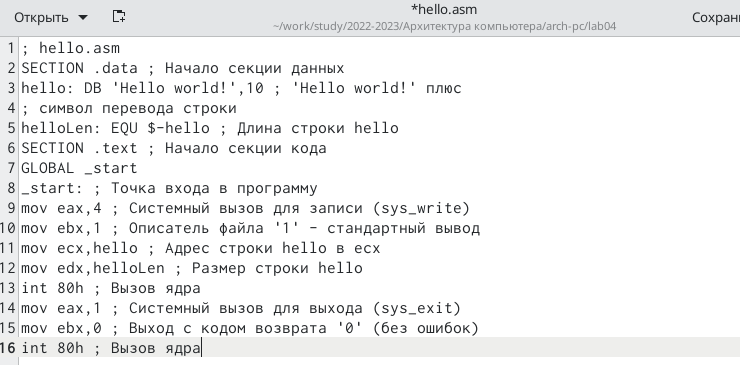 Открыть
*hello.asm
~/work/study/2022-2023/Архитектура компьютера/arch-pc/lab04
Сохран
1 ; hello.asm
2 SECTION .data ; Начало секции данных
3 hello: DB 'Hello world!',10 ; 'Hello world!' плюс
4 ; символ перевода строки
5 helloLen: EQU $-hello ; Длина строки hello
6 SECTION .text ; Начало секции кода
7 GLOBAL _start
8 _start: ; Точка входа в программу
9 mov eax,4 ; Системный вызов для записи (sys_write)
10 mov ebx,1 ; Описатель файла '1' - стандартный вывод
11 mov ecx,hello ; Адрес строки hello в ecx
12 mov edx,helloLen ; Размер строки hello
13 int 80h ; Вызов ядра
14 mov eax,1 ; Системный вызов для выхода (sys_exit)
15 mov ebx,0 ; Выход с кодом возврата '0' (без ошибок)
16 int 80h ; Вызов ядра